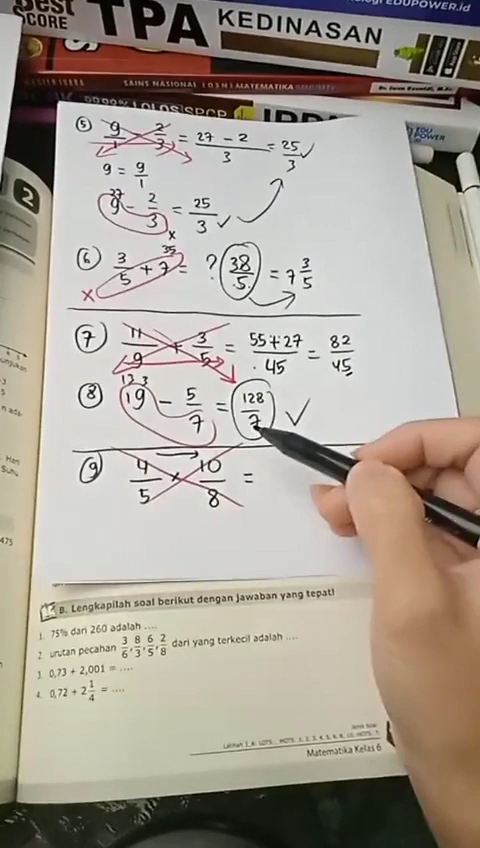 EDUPOWER.id
Best
SCORE
TPA KEDINASAN
SAINS NASIONAL (OSN) MATEMATIKA
2
5 9/1 - 2/3 = 27 - 2/3 = 25/3 ✓
9 = 9/1
27
9 - 2/3 = 25/3 ✓
x
35
6 3/5 + 7 = ? 38/5 = 7 3/5
x
7 11/9 + 3/5 = 55+27/45 = 82/45
133
8 19 - 5/7 = 128/7 ✓
9 4/5 x 10/8 =
475
B. Lengkapilah soal berikut dengan jawaban yang tepat!
1. 75% dari 260 adalah ....
2. urutan pecahan 3/6, 8/3, 6/5, 2/8 dari yang terkecil adalah ....
3. 0,73 + 2,001 = ....
4. 0,72 + 2 1/4 = ....
Matematika Kelas 6